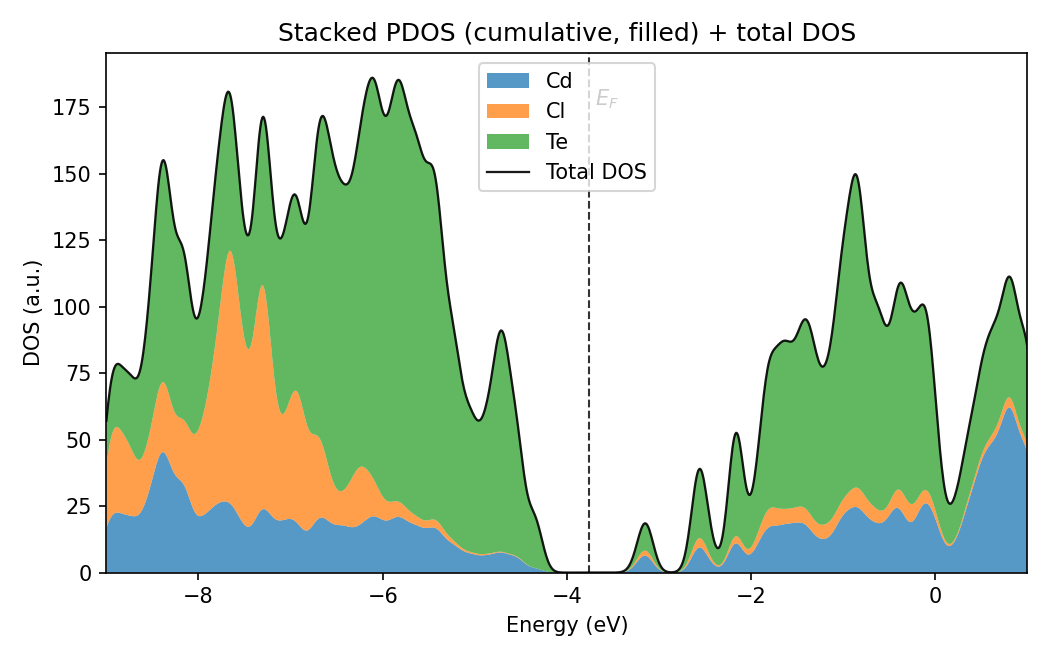 Stacked PDOS (cumulative, filled) + total DOS
Cd
Cl
Te
Total DOS
E_F
DOS (a.u.)
175
150
125
100
75
50
25
0
−8
−6
−4
−2
0
Energy (eV)